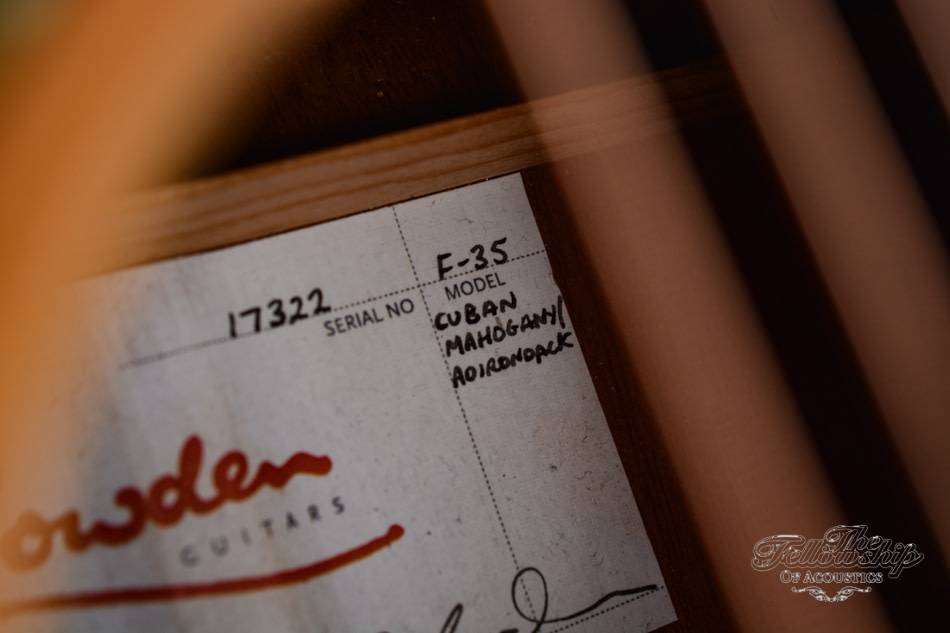 F-35
17322
SERIAL NO
MODEL
CUBAN
MAHOGANY/
ADIRONDACK
owden
GUITARS
The
Fellowship
OF ACOUSTICS